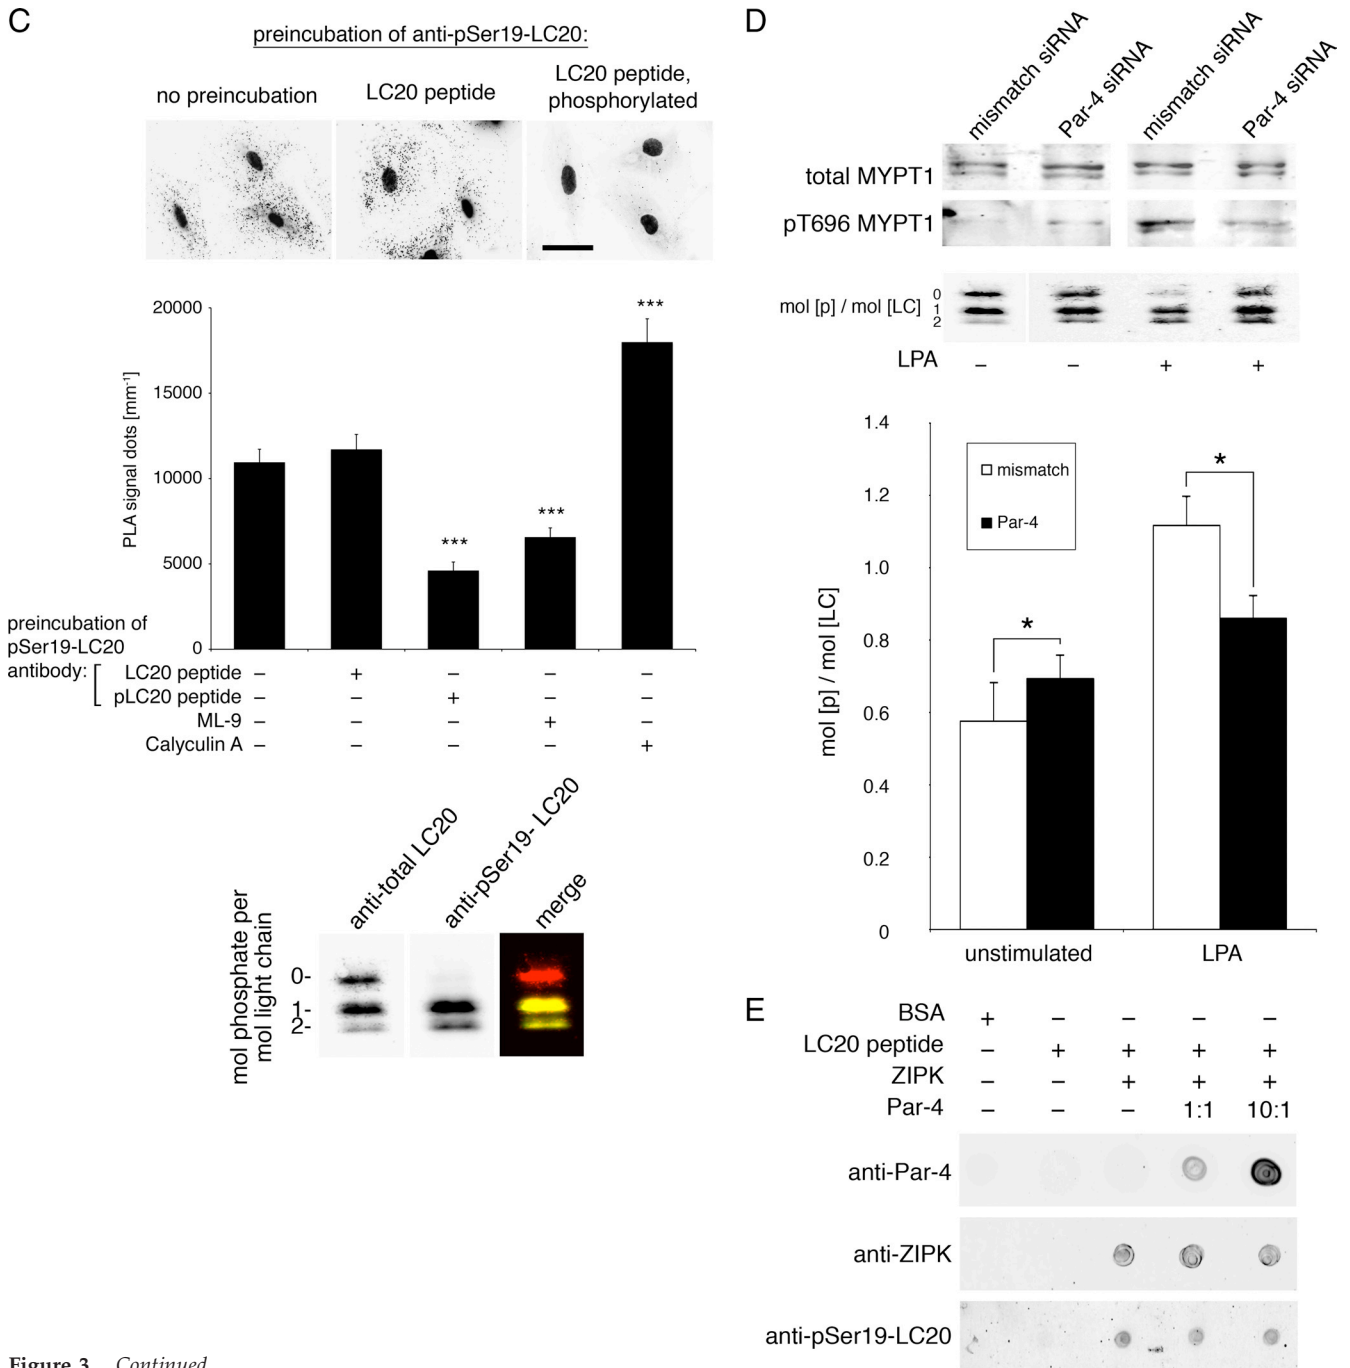 C
preincubation of anti-pSer19-LC20:
no preincubation
LC20 peptide
LC20 peptide,
phosphorylated
20000
15000
10000
5000
0
PLA signal dots [mm⁻¹]
***
***
***
preincubation of
pSer19-LC20
antibody:
LC20 peptide – + – – –
pLC20 peptide – – + – –
ML-9 – – – + –
Calyculin A – – – – +
anti-total LC20
anti-pSer19- LC20
merge
mol phosphate per
mol light chain
0-
1-
2-
D
mismatch siRNA
Par-4 siRNA
mismatch siRNA
Par-4 siRNA
total MYPT1
pT696 MYPT1
mol [p] / mol [LC]
0
1
2
LPA – – + +
1.4
1.2
1.0
0.8
0.6
0.4
0.2
0
mol [p] / mol [LC]
mismatch
Par-4
*
*
unstimulated
LPA
E
BSA + – – – –
LC20 peptide – + + + +
ZIPK – – + + +
Par-4 – – – 1:1 10:1
anti-Par-4
anti-ZIPK
anti-pSer19-LC20
Figure 3. Continued